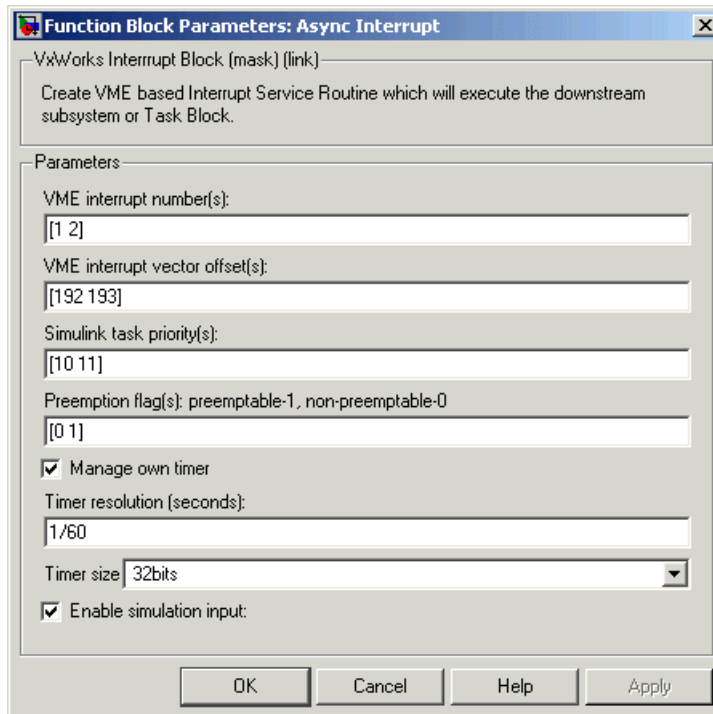 Function Block Parameters: Async Interrupt
VxWorks Interrrupt Block (mask) (link)
Create VME based Interrupt Service Routine which will execute the downstream
subsystem or Task Block.
Parameters
VME interrupt number(s):
[1 2]
VME interrupt vector offset(s):
[192 193]
Simulink task priority(s):
[10 11]
Preemption flag(s): preemptable-1, non-preemptable-0
[0 1]
Manage own timer
Timer resolution (seconds):
1/60
Timer size 32bits
Enable simulation input:
OK Cancel Help Apply